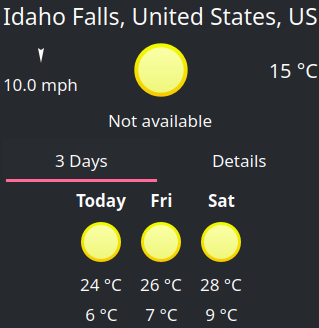 Idaho Falls, United States, US
10.0 mph
15 °C
Not available
3 Days Details
Today Fri Sat
24 °C 26 °C 28 °C
6 °C 7 °C 9 °C